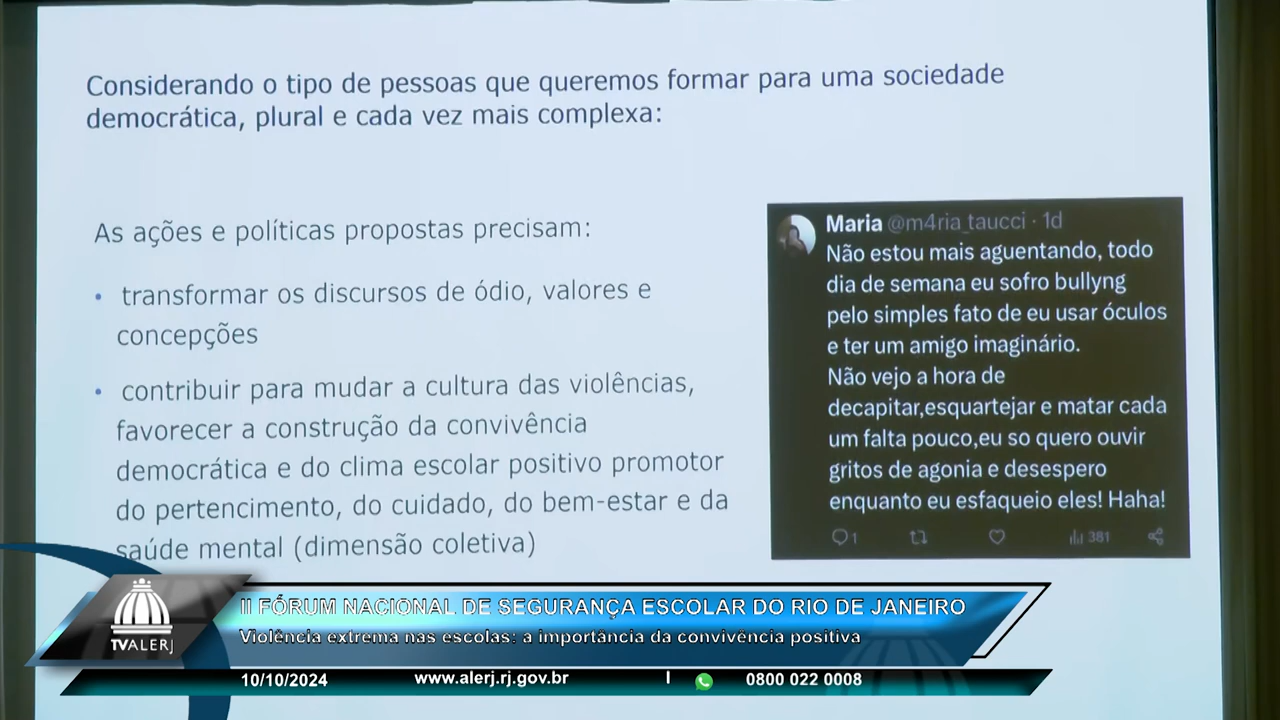 Considerando o tipo de pessoas que queremos formar para uma sociedade
democrática, plural e cada vez mais complexa:
As ações e políticas propostas precisam:
• transformar os discursos de ódio, valores e
concepções
• contribuir para mudar a cultura das violências,
favorecer a construção da convivência
democrática e do clima escolar positivo promotor
do pertencimento, do cuidado, do bem-estar e da
saúde mental (dimensão coletiva)
Maria @m4ria_taucci · 1d
Não estou mais aguentando, todo
dia de semana eu sofro bullyng
pelo simples fato de eu usar óculos
e ter um amigo imaginário.
Não vejo a hora de
decapitar,esquartejar e matar cada
um falta pouco,eu so quero ouvir
gritos de agonia e desespero
enquanto eu esfaqueio eles! Haha!
1
381
TVALERJ
II FÓRUM NACIONAL DE SEGURANÇA ESCOLAR DO RIO DE JANEIRO
Violência extrema nas escolas: a importância da convivência positiva
10/10/2024 www.alerj.rj.gov.br | 0800 022 0008